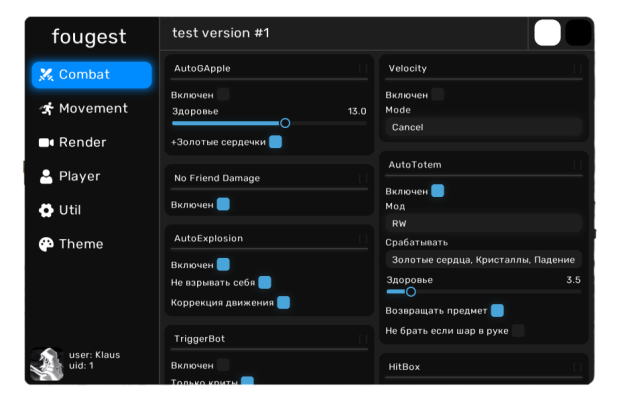 fougest
test version #1
Combat
Movement
Render
Player
Util
Theme
user: Klaus
uid: 1
AutoGApple
Включен
Здоровье 13.0
+Золотые сердечки
No Friend Damage
Включен
AutoExplosion
Включен
Не взрывать себя
Коррекция движения
TriggerBot
Включен
Только криты
Velocity
Включен
Mode
Cancel
AutoTotem
Включен
Мод
RW
Срабатывать
Золотые сердца, Кристаллы, Падение
Здоровье 3.5
Возвращать предмет
Не брать если шар в руке
HitBox